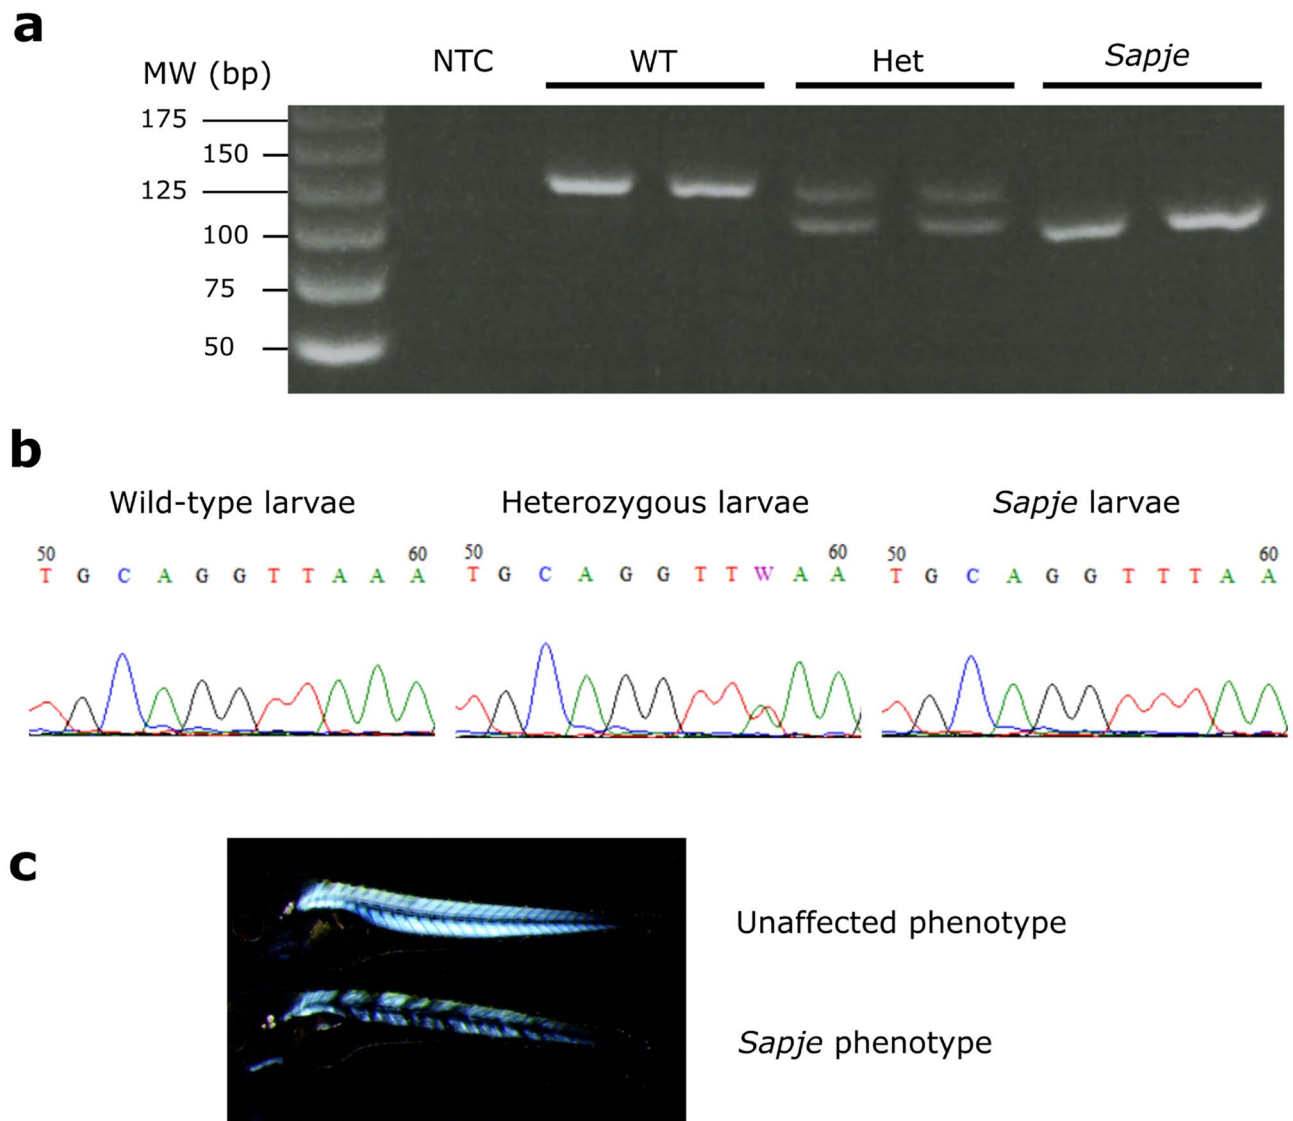 a
MW (bp)
NTC
WT
Het
Sapje
175
150
125
100
75
50
b
Wild-type larvae
50 60
T G C A G G T T A A A
Heterozygous larvae
50 60
T G C A G G T T W A A
Sapje larvae
50 60
T G C A G G T T T A A
c
Unaffected phenotype
Sapje phenotype